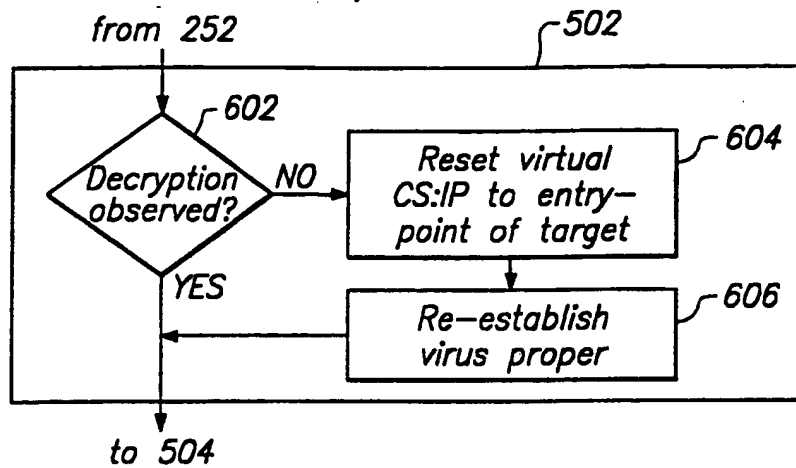 from 252
502
602
Decryption
observed?
NO
YES
604
Reset virtual
CS:IP to entry-
point of target
606
Re-establish
virus proper
to 504